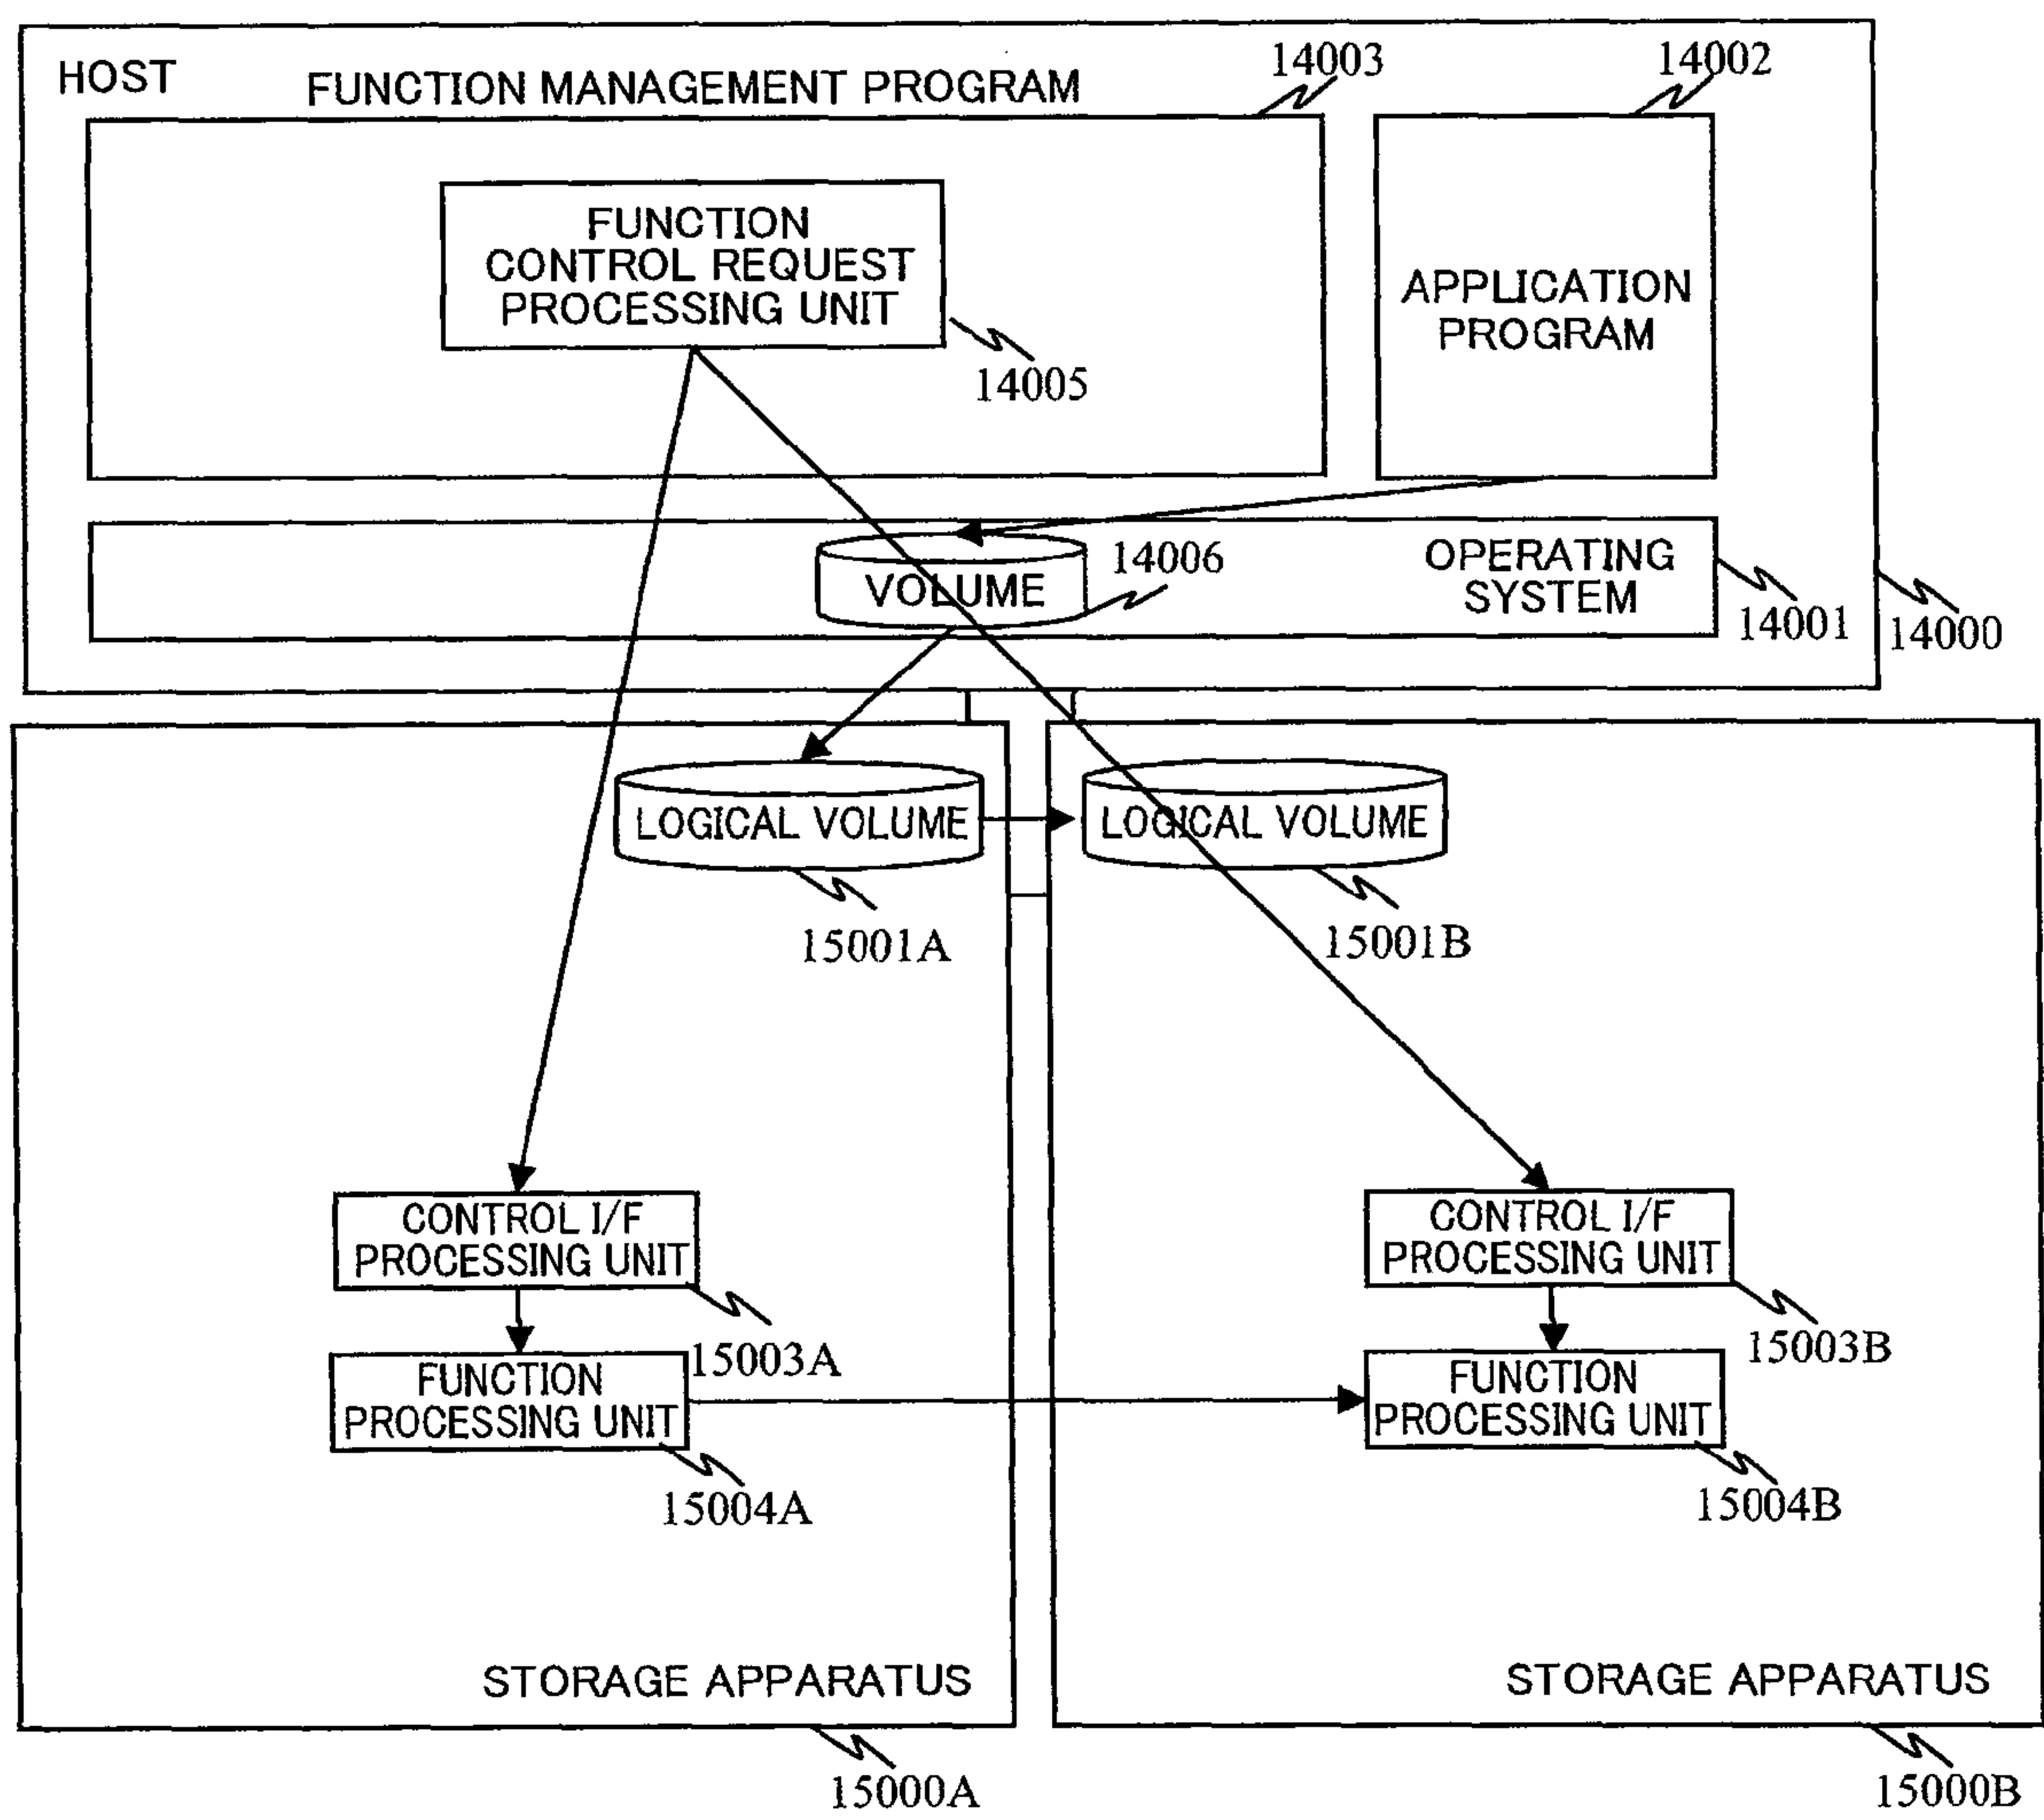 HOST
FUNCTION MANAGEMENT PROGRAM
14003
14002
FUNCTION
CONTROL REQUEST
PROCESSING UNIT
14005
APPLICATION
PROGRAM
VOLUME
14006
OPERATING
SYSTEM
14001
14000
LOGICAL VOLUME
15001A
LOGICAL VOLUME
15001B
CONTROL I/F
PROCESSING UNIT
15003A
CONTROL I/F
PROCESSING UNIT
15003B
FUNCTION
PROCESSING UNIT
15004A
FUNCTION
PROCESSING UNIT
15004B
STORAGE APPARATUS
15000A
STORAGE APPARATUS
15000B